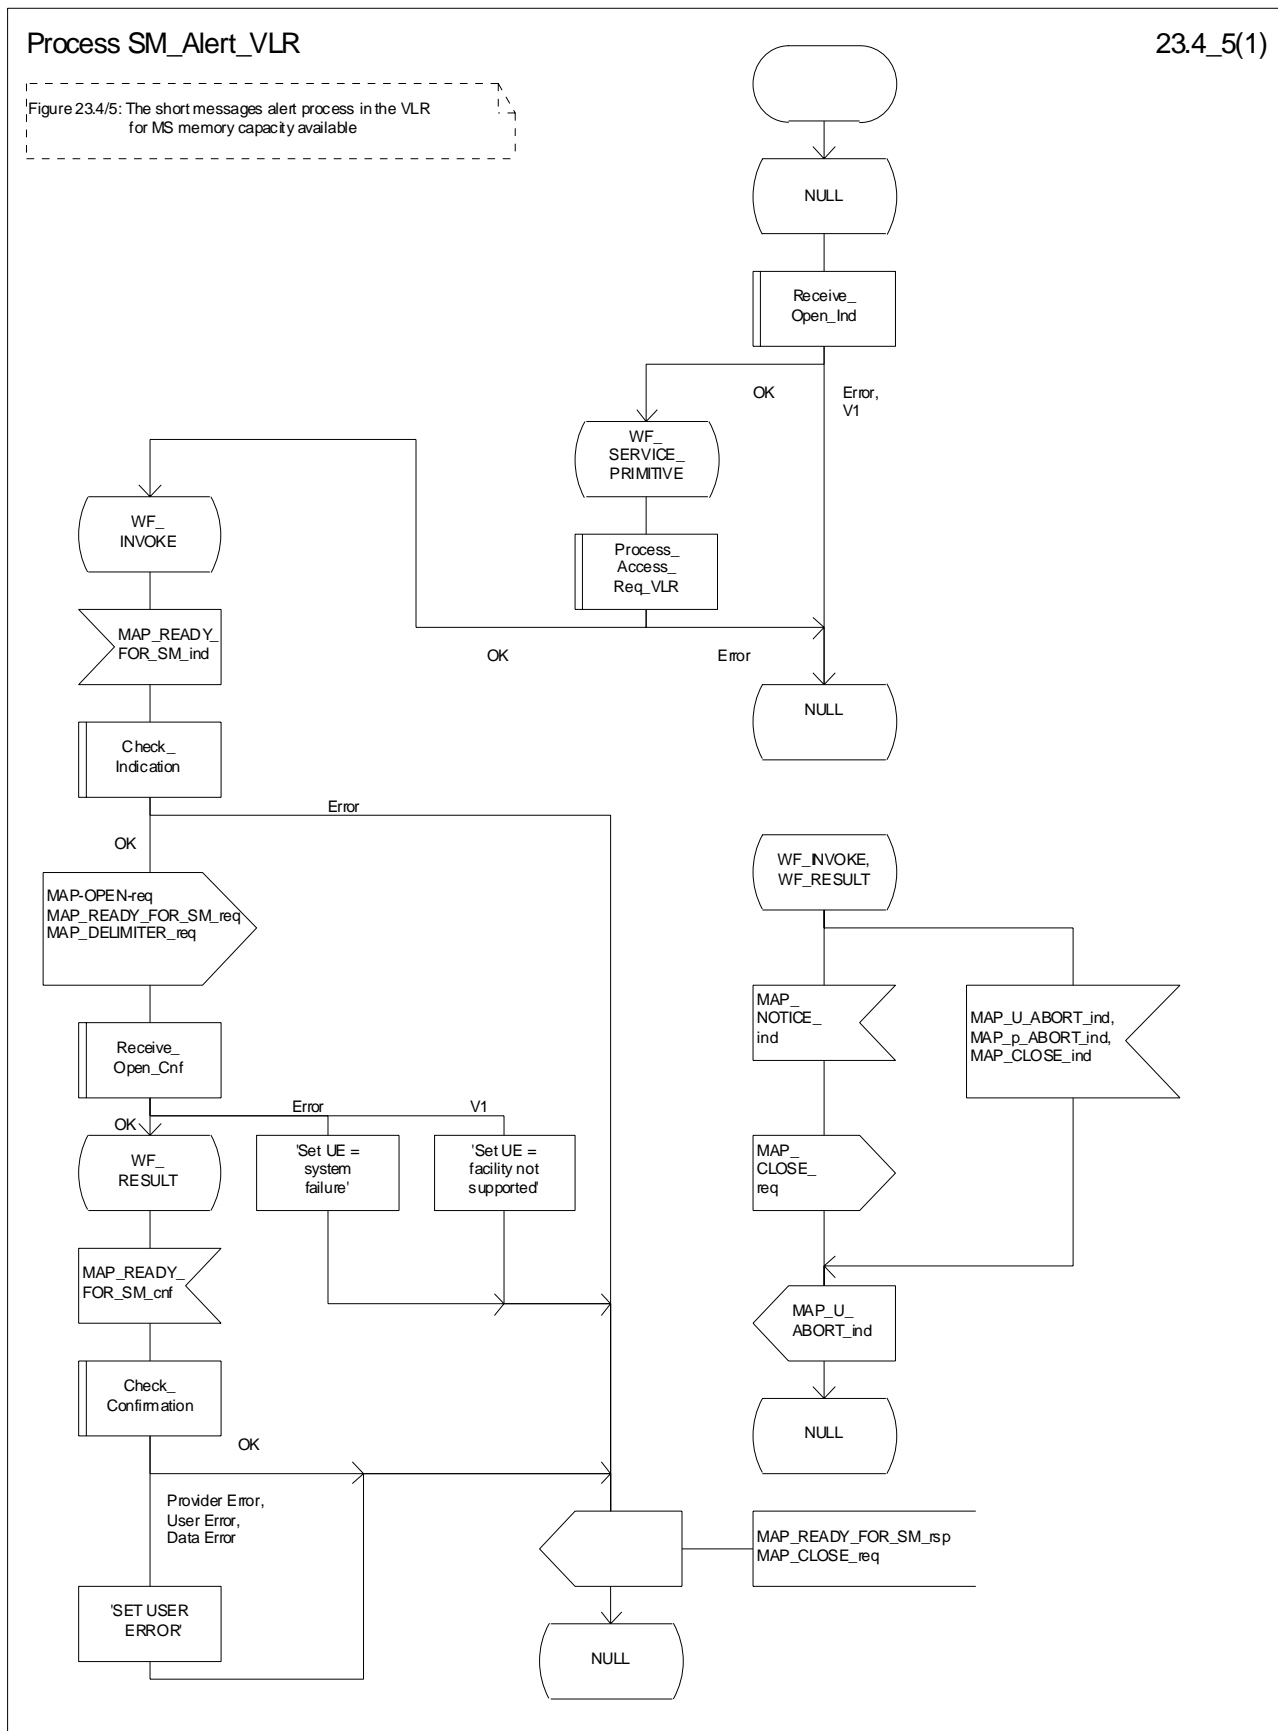 Process SM_Alert_VLR
23.4_5(1)
Figure 23.4/5: The short messages alert process in the VLR
for MS memory capacity available
NULL
Receive_
Open_Ind
OK
Error,
V1
WF_
SERVICE_
PRIMITIVE
Process_
Access_
Req_VLR
OK
Error
NULL
WF_
INVOKE
MAP_READY_
FOR_SM_ind
Check_
Indication
Error
OK
MAP-OPEN-req
MAP_READY_FOR_SM_req
MAP_DELIMITER_req
Receive_
Open_Cnf
Error
V1
OK
WF_
RESULT
'Set UE =
system
failure'
'Set UE =
facility not
supported'
MAP_READY_
FOR_SM_cnf
Check_
Confirmation
OK
Provider Error,
User Error,
Data Error
'SET USER
ERROR'
WF_INVOKE,
WF_RESULT
MAP_
NOTICE_
ind
MAP_U_ABORT_ind,
MAP_p_ABORT_ind,
MAP_CLOSE_ind
MAP_
CLOSE_
req
MAP_U_
ABORT_ind
NULL
MAP_READY_FOR_SM_rsp
MAP_CLOSE_req
NULL